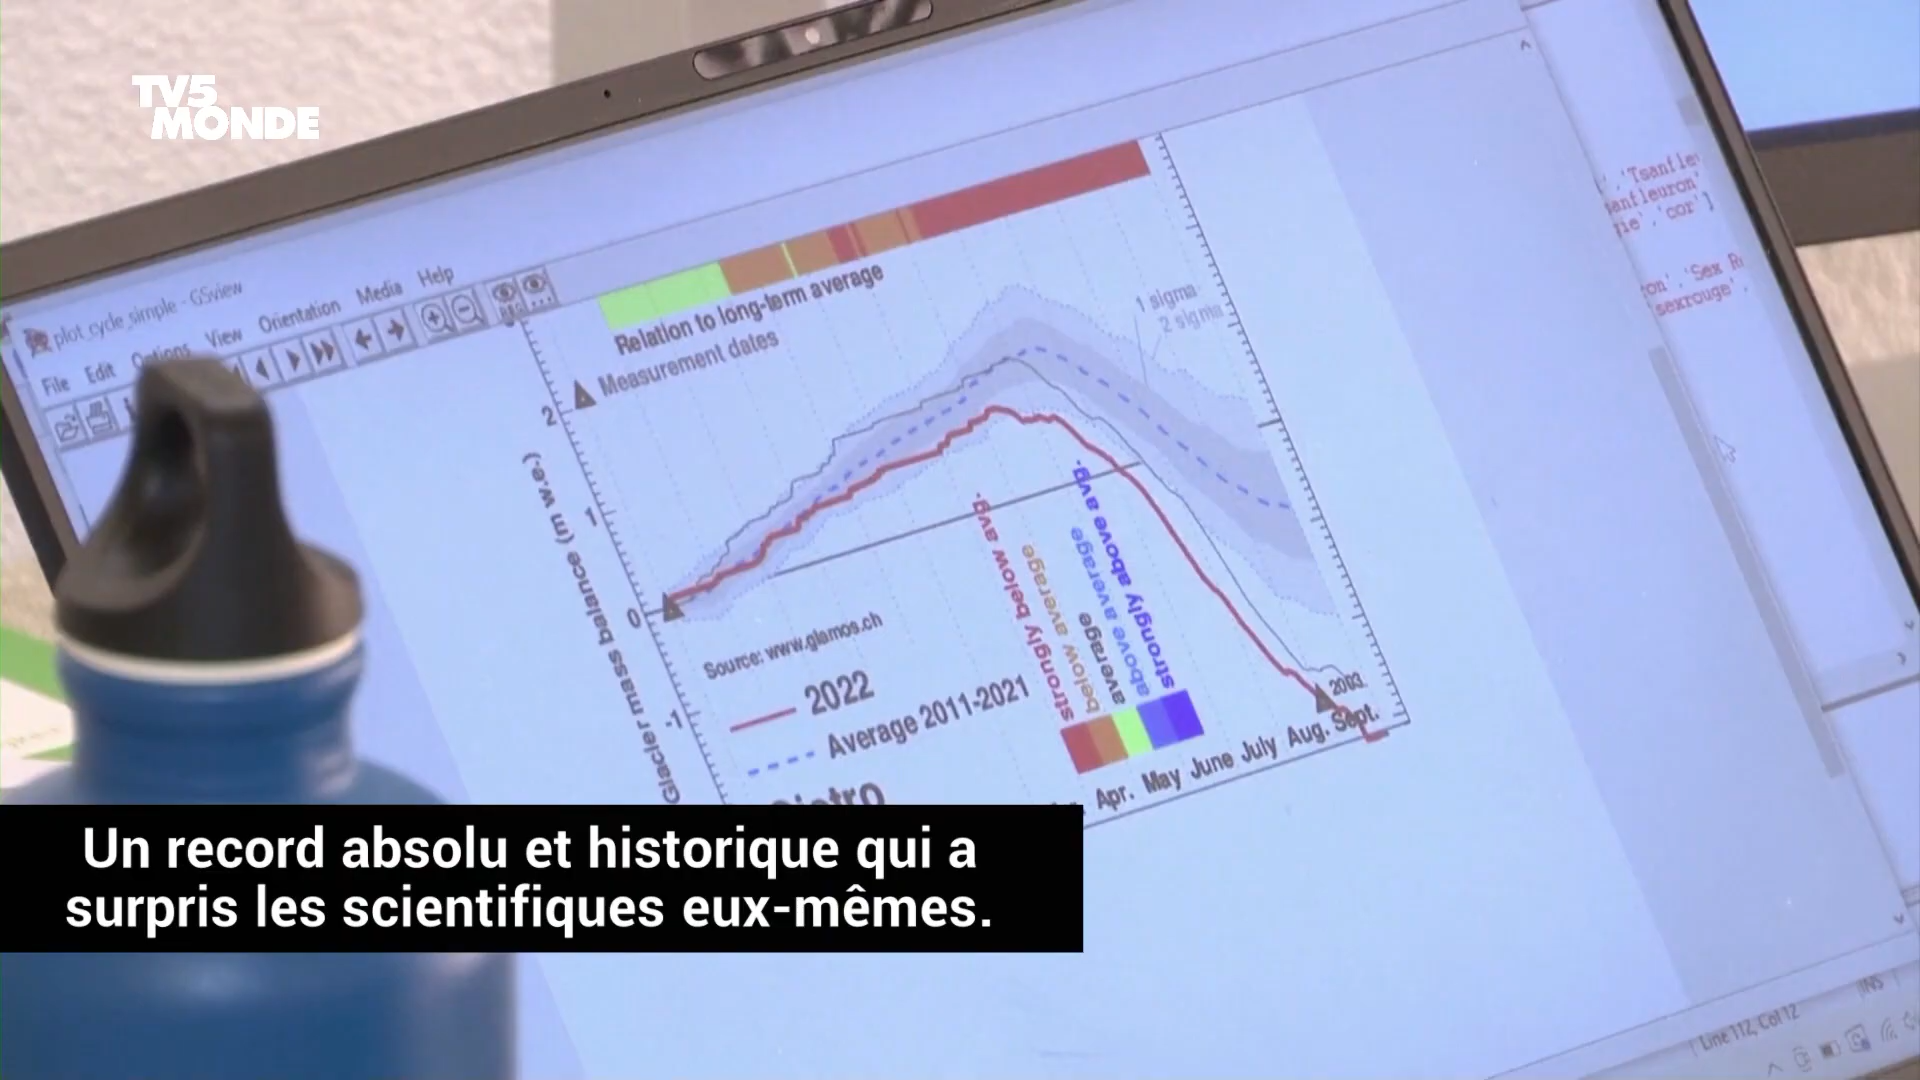 TV5
MONDE
plot_cycle_simple - GSview
File Edit Options View Orientation Media Help
Relation to long-term average
Measurement dates
1 sigma
2 sigma
2
1
0
-1
Glacier mass balance (m w.e.)
strongly below avg.
below average
average
above average
strongly above avg.
Source: www.glamos.ch
2022
Average 2011-2021
2003
Apr. May June July Aug. Sept.
'Sex R
'sexrouge',
'cor']
Line 112, Col 12
INS
Un record absolu et historique qui a
surpris les scientifiques eux-mêmes.